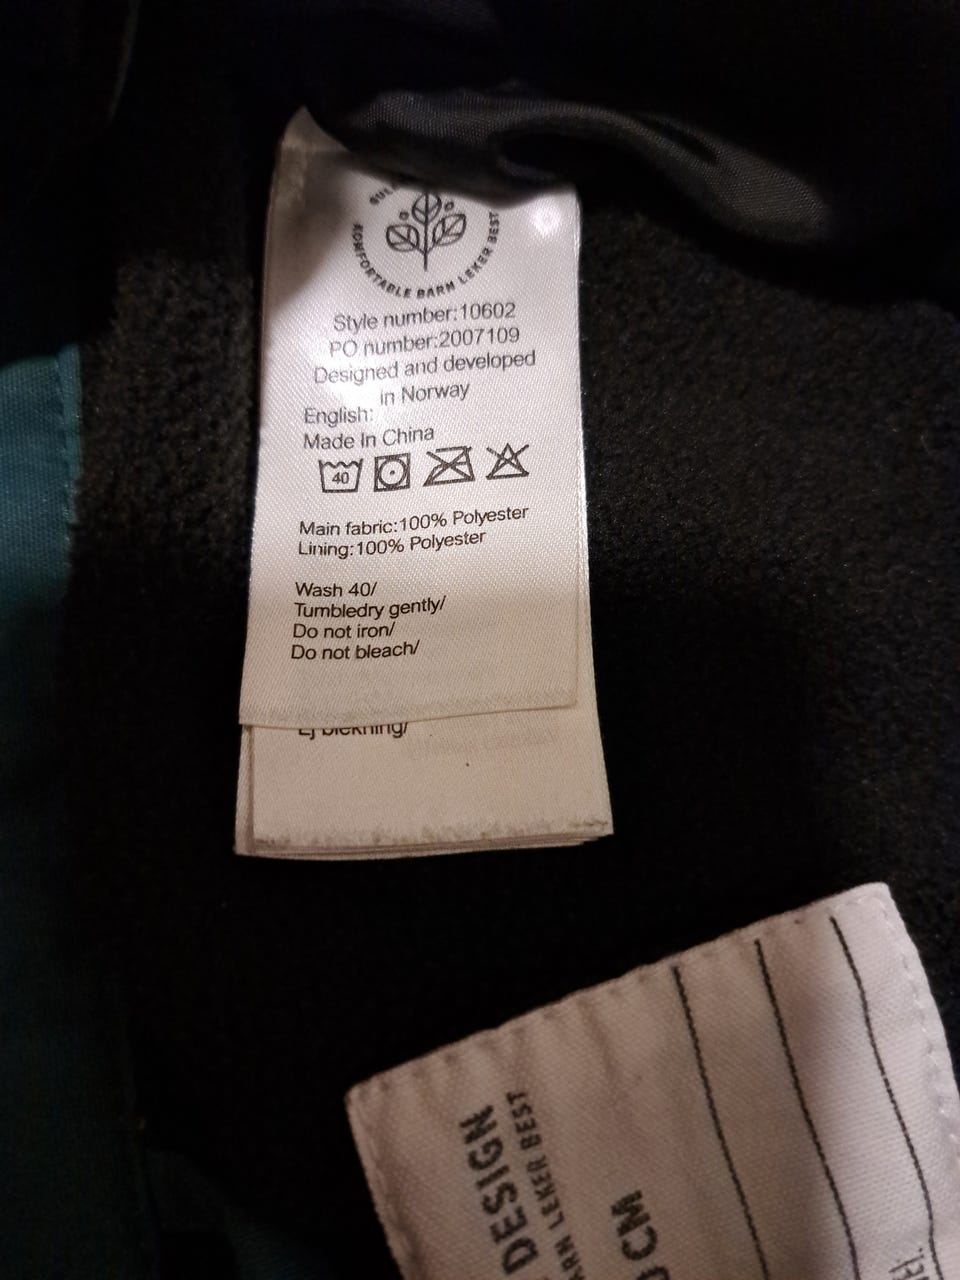 KOMFORTABLE BARN LEKER BEST
Style number:10602
PO number:2007109
Designed and developed
in Norway
English:
Made In China
40
Main fabric:100% Polyester
Lining:100% Polyester
Wash 40/
Tumbledry gently/
Do not iron/
Do not bleach/
Ej blekning/
DESIGN
LEKER BEST
CM